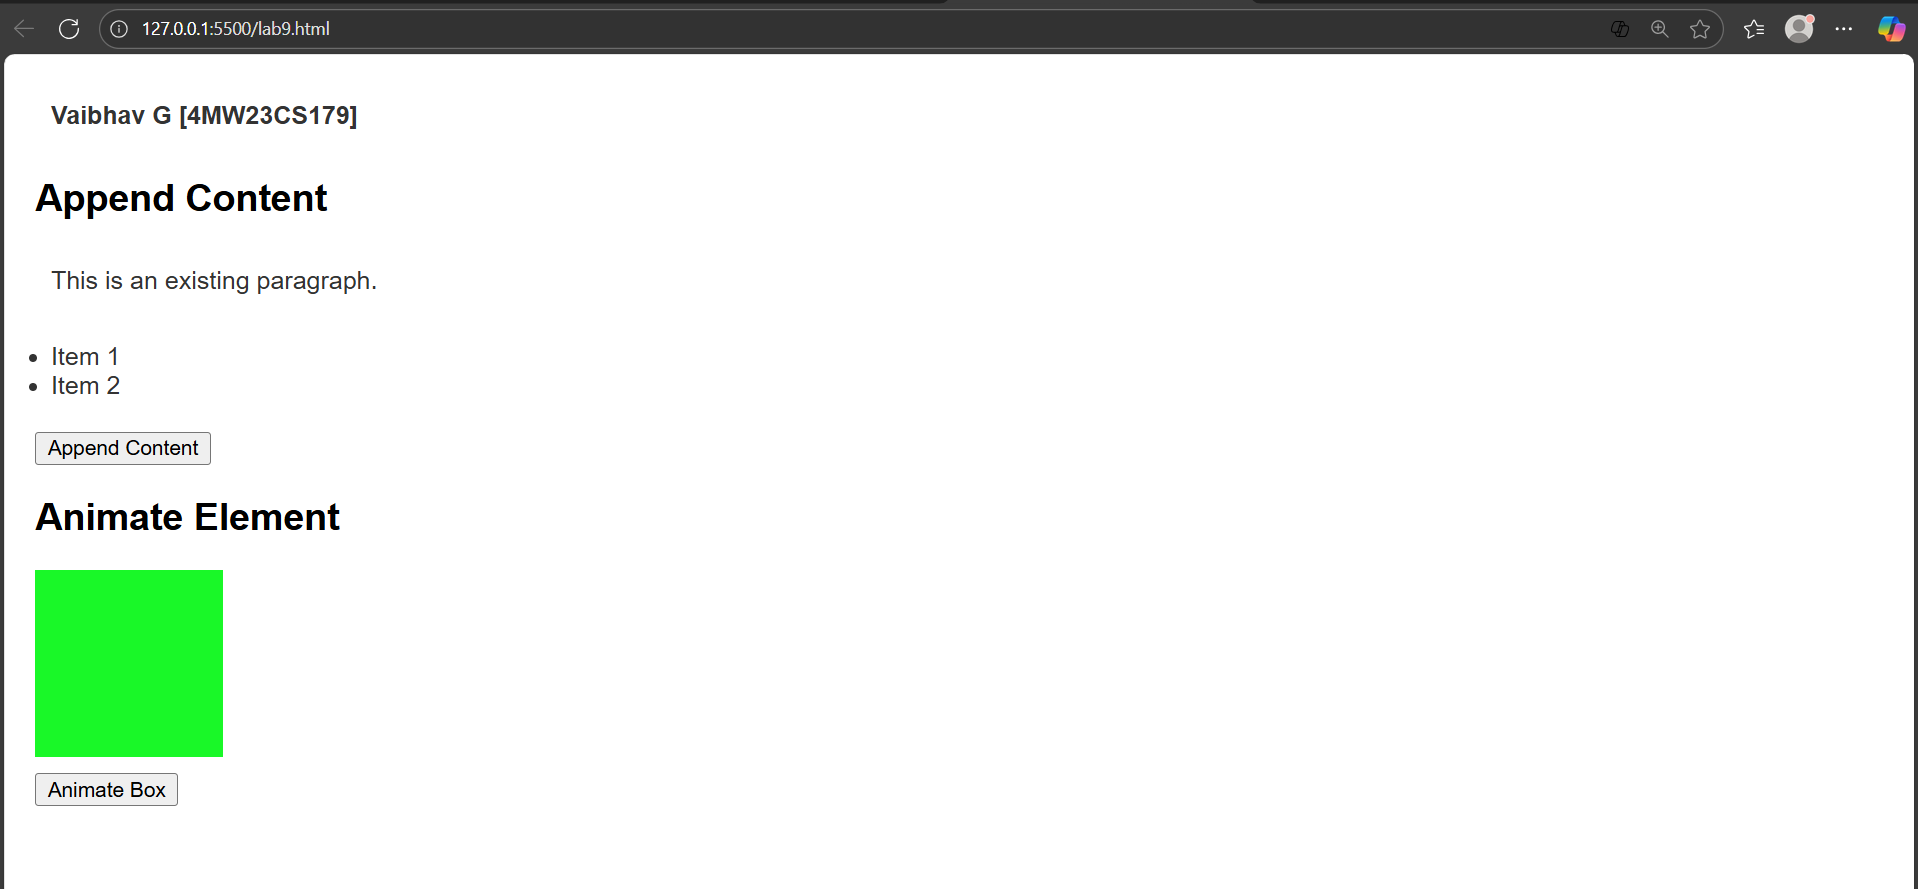 127.0.0.1:5500/lab9.html
Vaibhav G [4MW23CS179]
Append Content
This is an existing paragraph.
Item 1
Item 2
Append Content
Animate Element
Animate Box